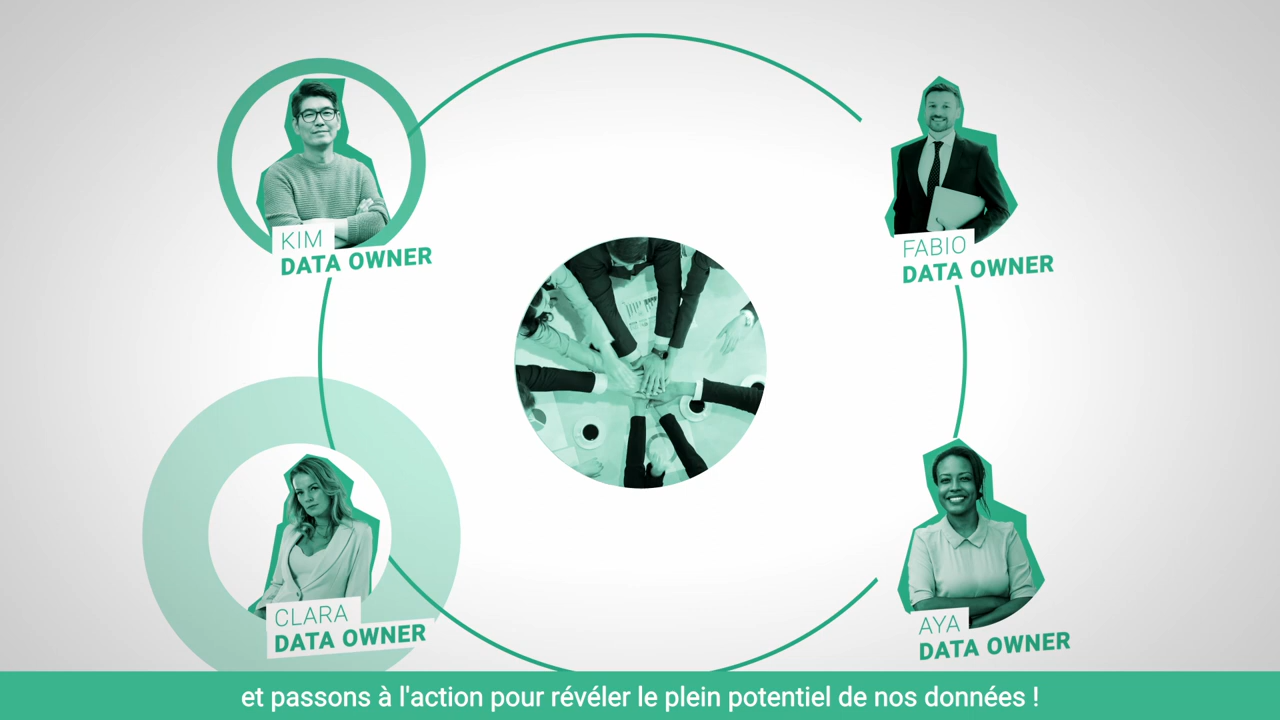 KIM
DATA OWNER
FABIO
DATA OWNER
CLARA
DATA OWNER
AYA
DATA OWNER
et passons à l'action pour révéler le plein potentiel de nos données !